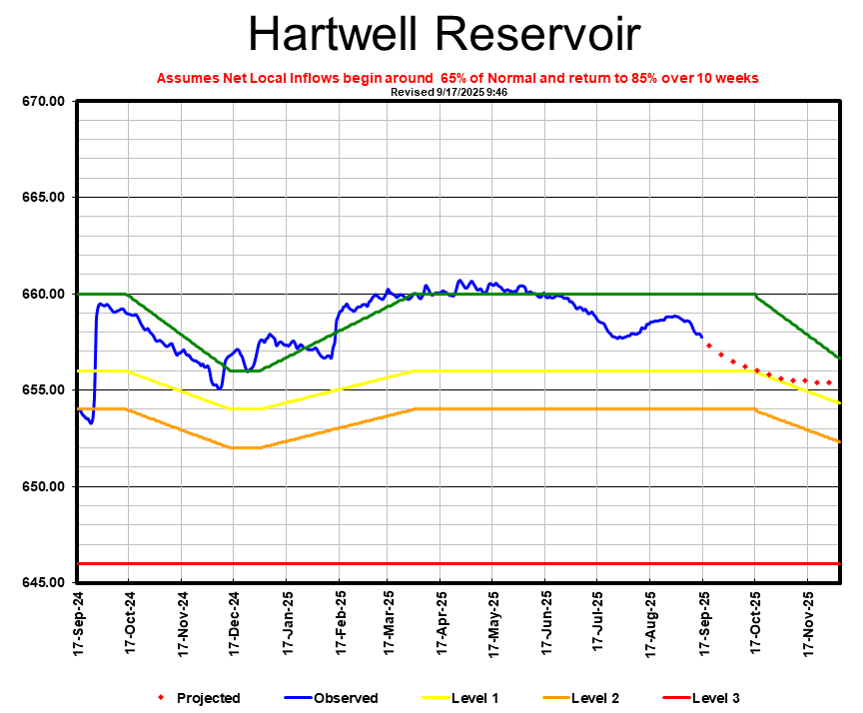 Hartwell Reservoir
Assumes Net Local Inflows begin around 65% of Normal and return to 85% over 10 weeks
Revised 9/17/2025 9:46
670.00
665.00
660.00
655.00
650.00
645.00
17-Sep-24
17-Oct-24
17-Nov-24
17-Dec-24
17-Jan-25
17-Feb-25
17-Mar-25
17-Apr-25
17-May-25
17-Jun-25
17-Jul-25
17-Aug-25
17-Sep-25
17-Oct-25
17-Nov-25
Projected Observed Level 1 Level 2 Level 3